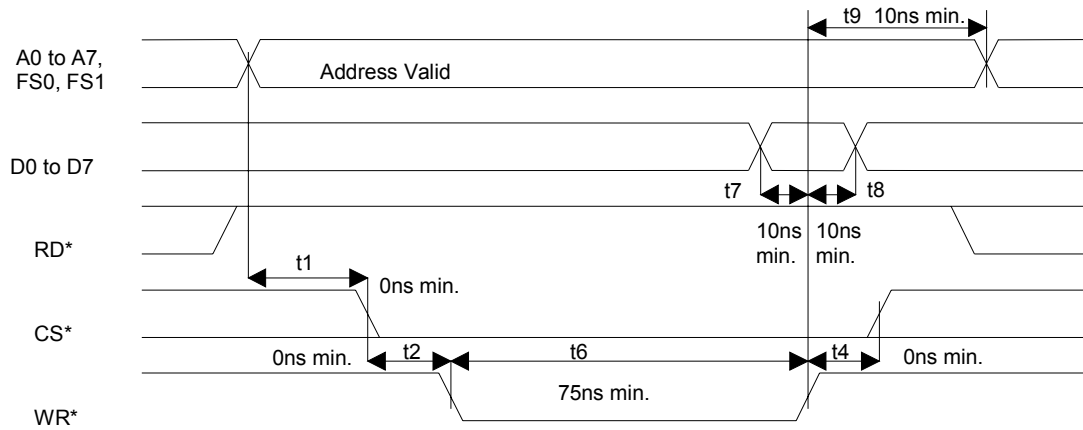 t9 10ns min.
A0 to A7,
FS0, FS1
Address Valid
D0 to D7
t7
t8
10ns
min.
10ns
min.
RD*
t1
0ns min.
CS*
0ns min.
t2
t6
t4
0ns min.
75ns min.
WR*